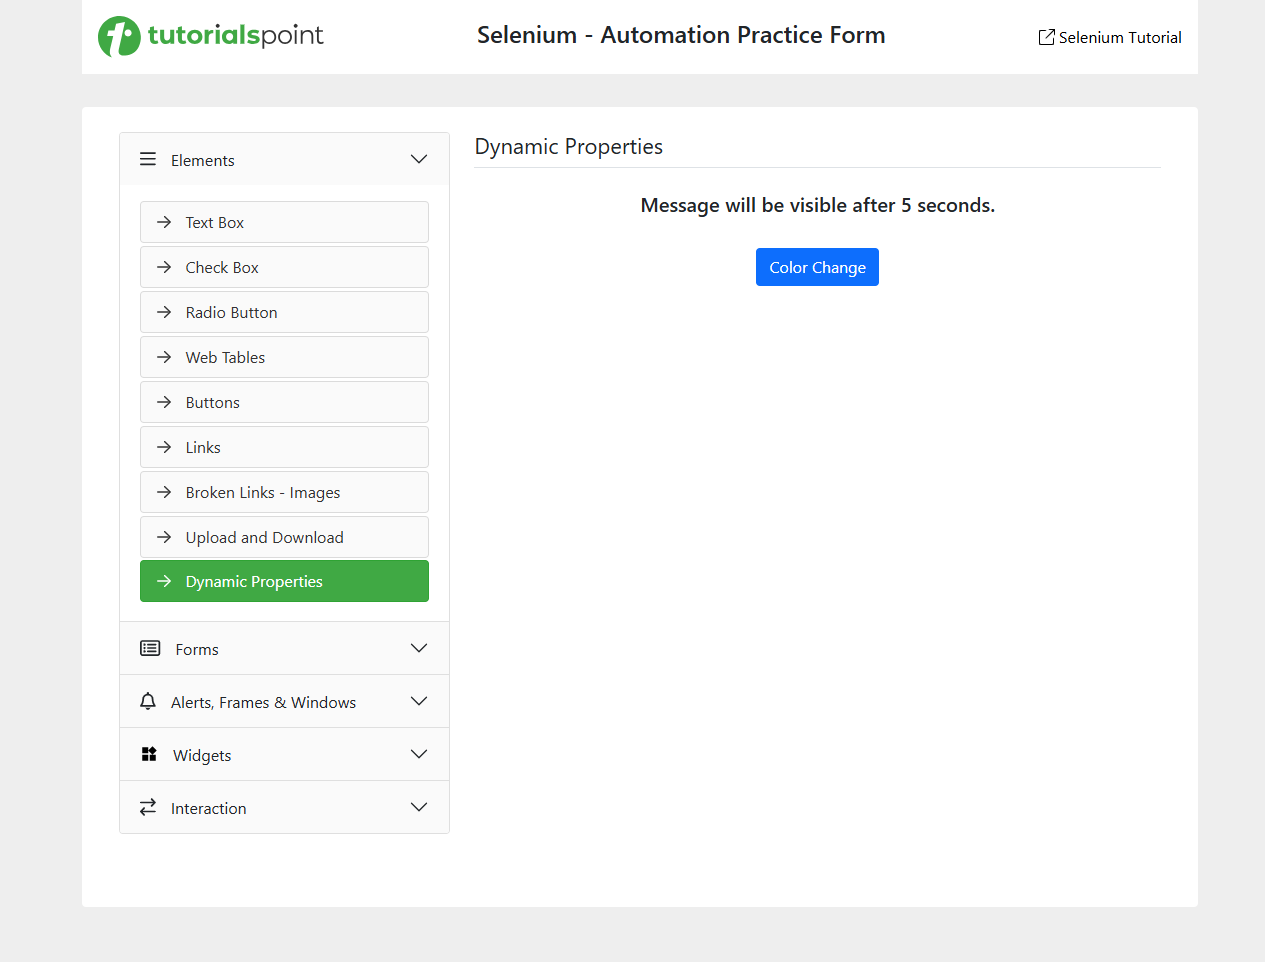 tutorialspoint
Selenium - Automation Practice Form
Selenium Tutorial
Elements
Text Box
Check Box
Radio Button
Web Tables
Buttons
Links
Broken Links - Images
Upload and Download
Dynamic Properties
Forms
Alerts, Frames & Windows
Widgets
Interaction
Dynamic Properties
Message will be visible after 5 seconds.
Color Change